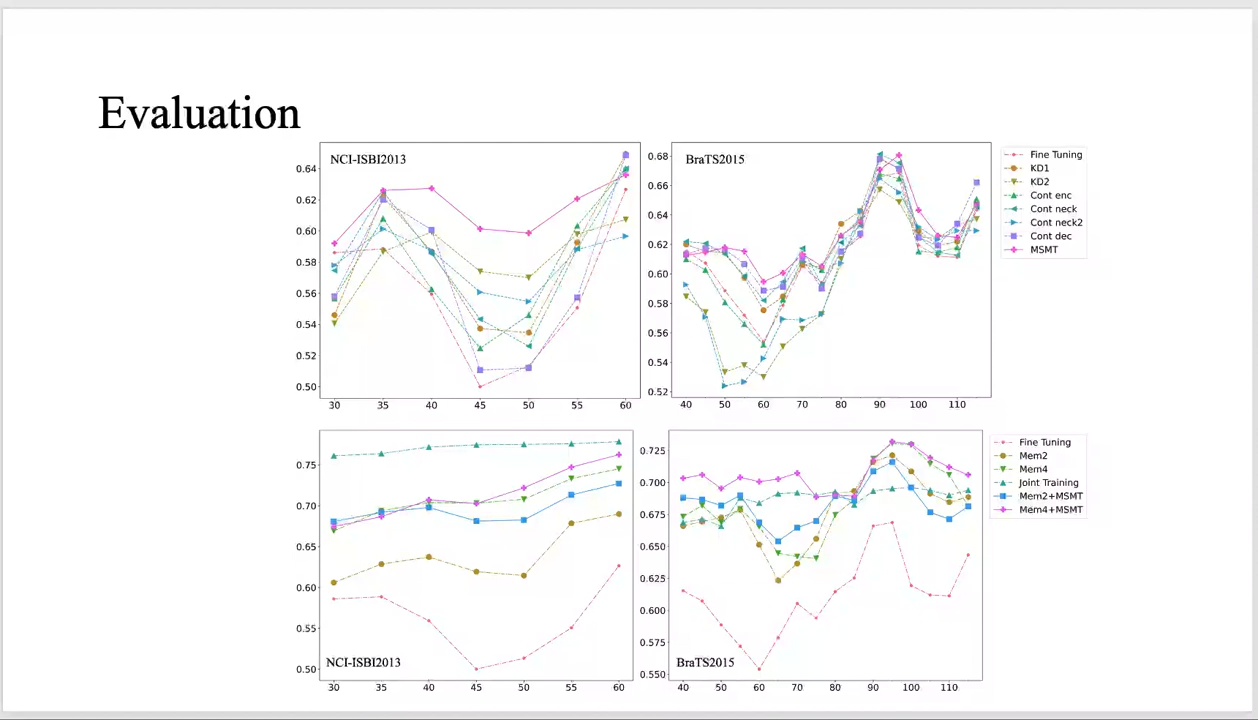 Evaluation
NCI-ISBI2013
0.64
0.62
0.60
0.58
0.56
0.54
0.52
0.50
30 35 40 45 50 55 60
BraTS2015
0.68
0.66
0.64
0.62
0.60
0.58
0.56
0.54
0.52
40 50 60 70 80 90 100 110
Fine Tuning
KD1
KD2
Cont enc
Cont neck
Cont neck2
Cont dec
MSMT
0.75
0.70
0.65
0.60
0.55
0.50
NCI-ISBI2013
30 35 40 45 50 55 60
0.725
0.700
0.675
0.650
0.625
0.600
0.575
0.550
BraTS2015
40 50 60 70 80 90 100 110
Fine Tuning
Mem2
Mem4
Joint Training
Mem2+MSMT
Mem4+MSMT